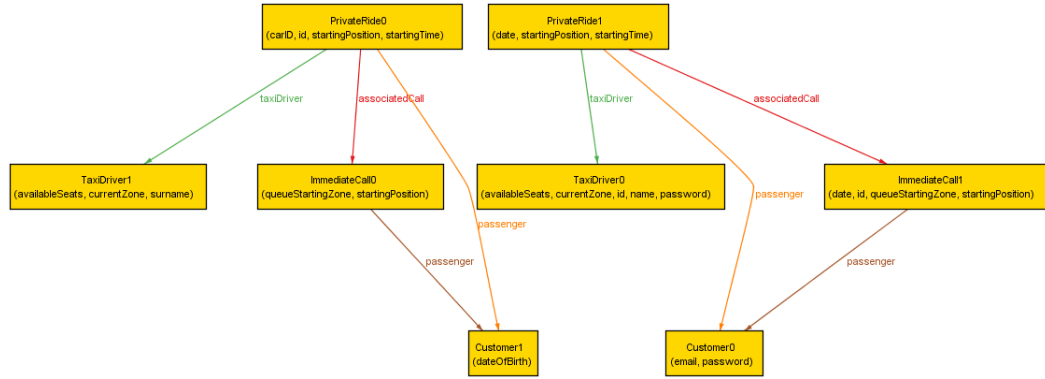 PrivateRide0
(carID, id, startingPosition, startingTime)
PrivateRide1
(date, startingPosition, startingTime)
taxiDriver
associatedCall
taxiDriver
associatedCall
TaxiDriver1
(availableSeats, currentZone, surname)
ImmediateCall0
(queueStartingZone, startingPosition)
TaxiDriver0
(availableSeats, currentZone, id, name, password)
ImmediateCall1
(date, id, queueStartingZone, startingPosition)
passenger
passenger
passenger
passenger
Customer1
(dateOfBirth)
Customer0
(email, password)